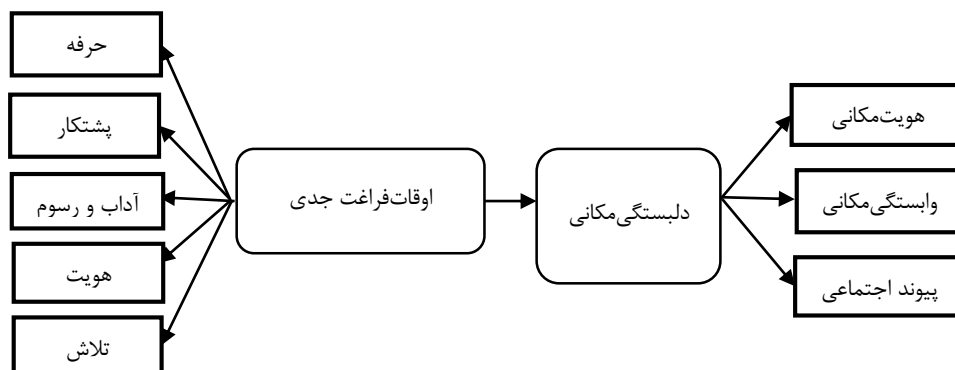 حرفه
پشتکار
آداب و رسوم
هویت
تلاش
اوقات‌فراغت جدی
دلبستگی‌مکانی
هویت‌مکانی
وابستگی‌مکانی
پیوند اجتماعی